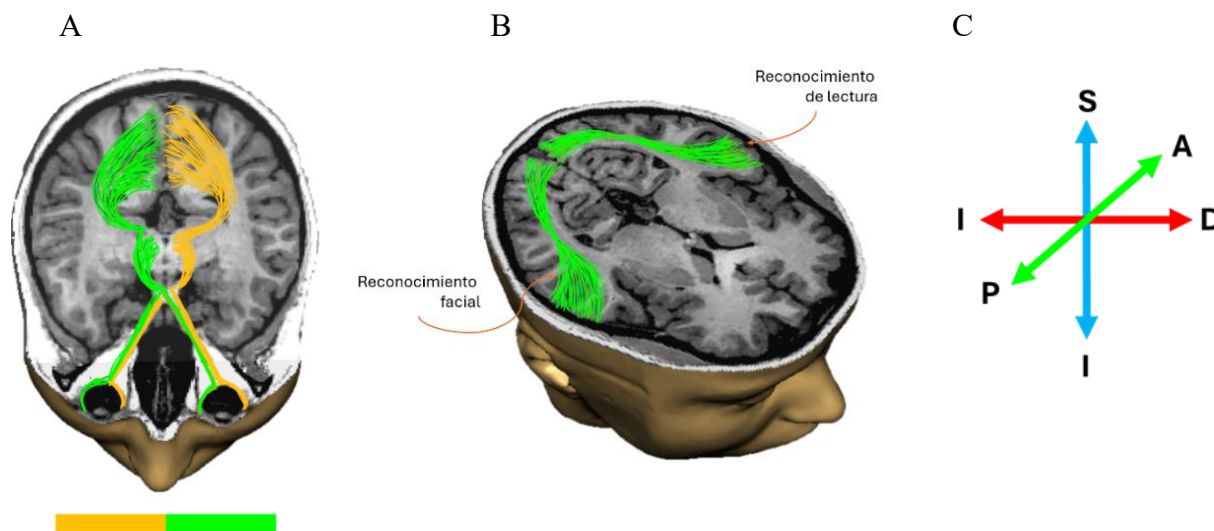 A
B
C
Reconocimiento
de lectura
Reconocimiento
facial
S
A
I
D
P
I